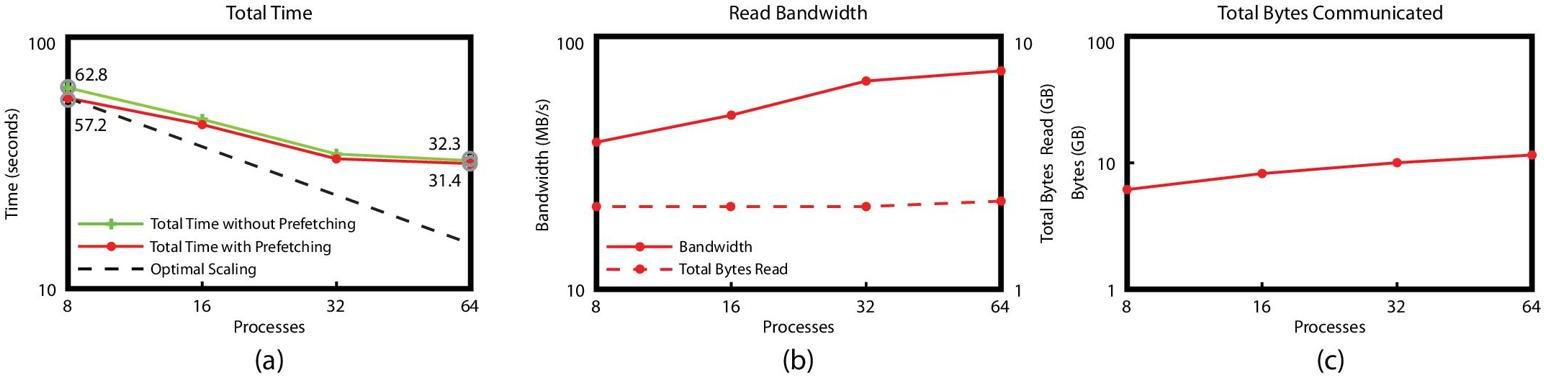 Total Time
100
62.8
57.2
32.3
31.4
Time (seconds)
Total Time without Prefetching
Total Time with Prefetching
Optimal Scaling
10
8 16 32 64
Processes
(a)
Read Bandwidth
100
10
Bandwidth (MB/s)
Total Bytes Read (GB)
Bandwidth
Total Bytes Read
10
1
8 16 32 64
Processes
(b)
Total Bytes Communicated
100
10
Bytes (GB)
1
8 16 32 64
Processes
(c)